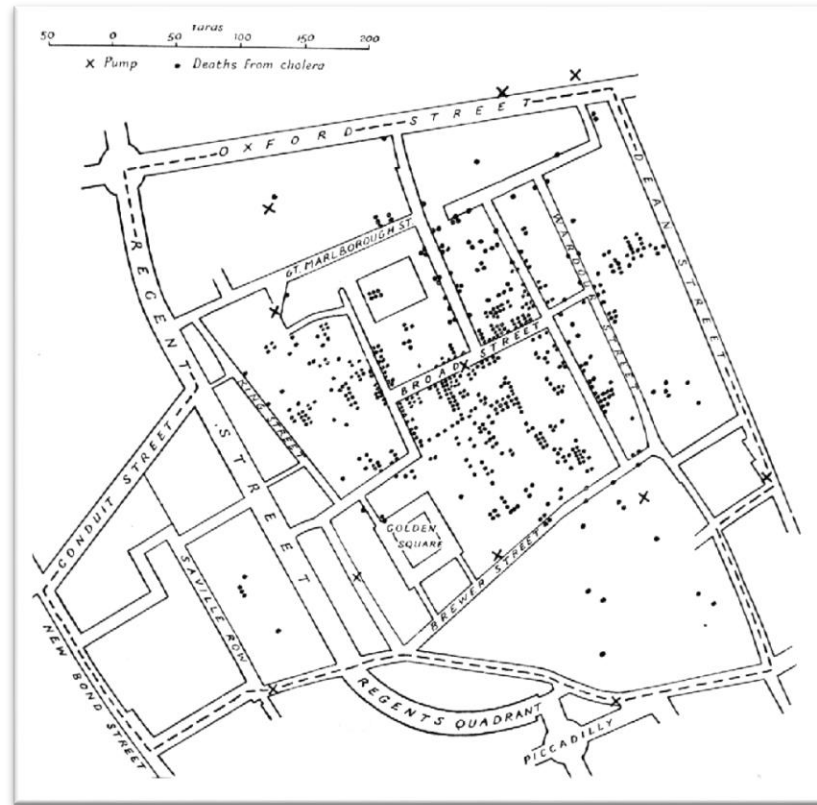 Yards
50 0 50 100 150 200
x Pump • Deaths from cholera
OXFORD STREET
DEAN STREET
REGENT STREET
GT. MARLBOROUGH ST.
WARDOUR STREET
BROAD STREET
KING STREET
CONDUIT STREET
GOLDEN
SQUARE
BREWER STREET
SAVILLE ROW
NEW BOND STREET
REGENTS QUADRANT
PICCADILLY